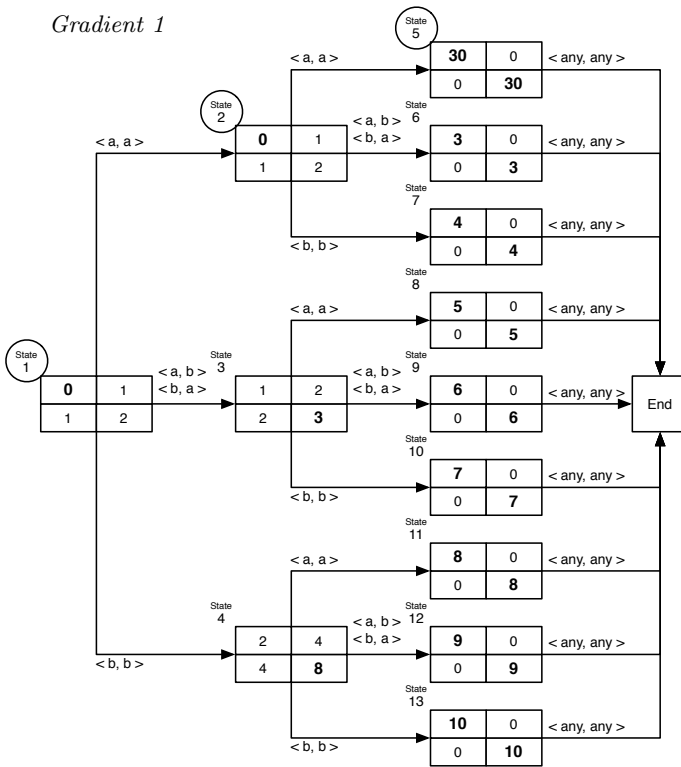 Gradient 1
State
5
< a, a >
30 0
0 30
< any, any >
State
2
0 1
1 2
< a, a >
< a, b >
< b, a >
State
6
3 0
0 3
< any, any >
State
7
< b, b >
4 0
0 4
< any, any >
State
8
< a, a >
5 0
0 5
< any, any >
State
1
0 1
1 2
< a, b >
< b, a >
State
3
1 2
2 3
< a, b >
< b, a >
State
9
6 0
0 6
< any, any >
End
State
10
< b, b >
7 0
0 7
< any, any >
State
11
< a, a >
8 0
0 8
< any, any >
State
4
< b, b >
2 4
4 8
< a, b >
< b, a >
State
12
9 0
0 9
< any, any >
State
13
< b, b >
10 0
0 10
< any, any >